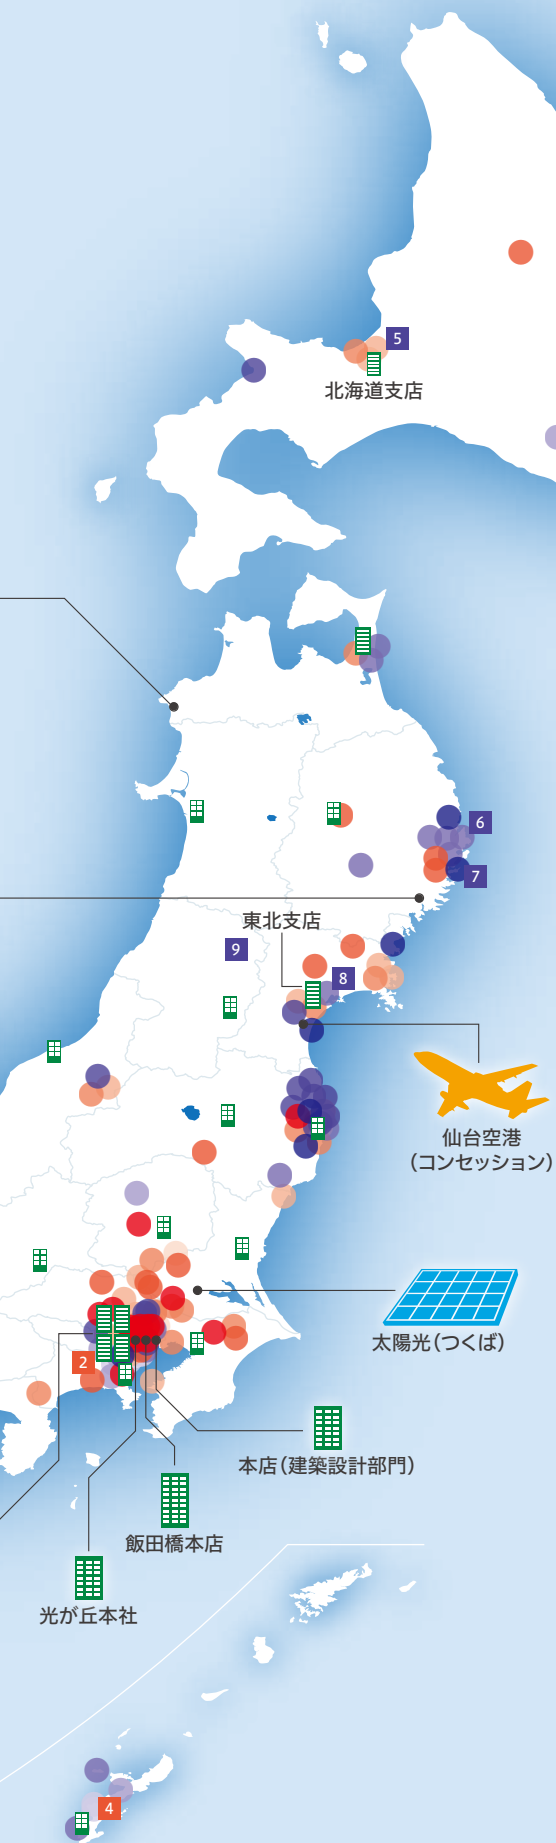 5
北海道支店
6
7
東北支店
9
8
仙台空港
(コンセッション)
太陽光(つくば)
2
本店(建築設計部門)
飯田橋本店
光が丘本社
4